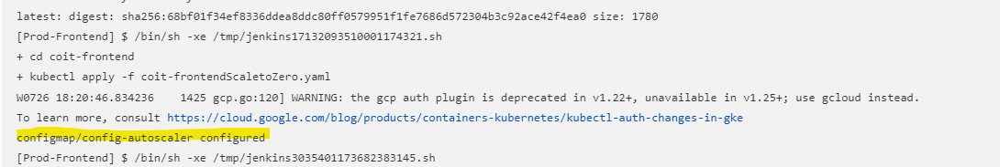 latest: digest: sha256:68bf01f34ef8336ddea8ddc80ff0579951f1fe7686d572304b3c92ace42f4ea0 size: 1780
[Prod-Frontend] $ /bin/sh -xe /tmp/jenkins17132093510001174321.sh
+ cd coit-frontend
+ kubectl apply -f coit-frontendScaletoZero.yaml
W0726 18:20:46.834236    1425 gcp.go:120] WARNING: the gcp auth plugin is deprecated in v1.22+, unavailable in v1.25+; use gcloud instead.
To learn more, consult https://cloud.google.com/blog/products/containers-kubernetes/kubectl-auth-changes-in-gke
configmap/config-autoscaler configured
[Prod-Frontend] $ /bin/sh -xe /tmp/jenkins3035401173682383145.sh